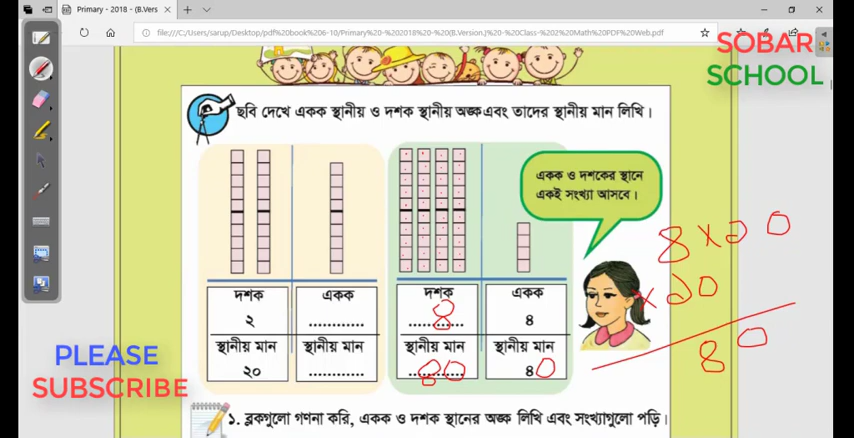 Primary - 2018 - (B.Version
file:///C:/Users/sarup/Desktop/pdf%20book%206-10/Primary%20-%202018%20-%20(B.Version.)%20-%20Class-%202%20Math%20PDF%20Web.pdf
SOBAR
SCHOOL
ছবি দেখে একক স্থানীয় ও দশক স্থানীয় অঙ্ক এবং তাদের স্থানীয় মান লিখি।
একক ও দশকের স্থানে
একই সংখ্যা আসবে।
৪×১০
×১০
৪০
দশক একক দশক একক
২ ............ ৪ ৪
স্থানীয় মান স্থানীয় মান স্থানীয় মান স্থানীয় মান
২০ ............ ৪০ ৪০
PLEASE
SUBSCRIBE
১. ব্লকগুলো গণনা করি, একক ও দশক স্থানের অঙ্ক লিখি এবং সংখ্যাগুলো পড়ি।